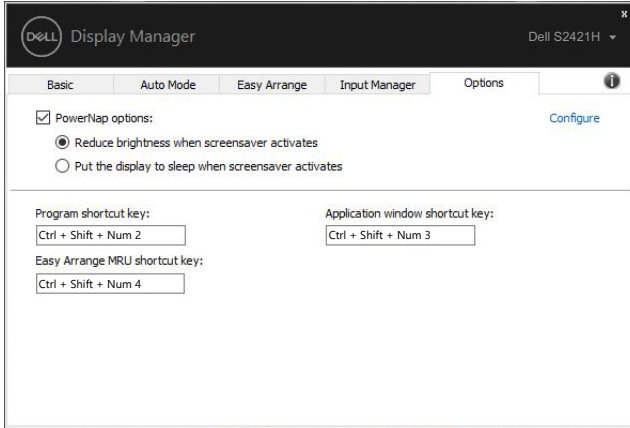 x
DELL Display Manager
Dell S2421H
Basic Auto Mode Easy Arrange Input Manager Options i
PowerNap options: Configure
Reduce brightness when screensaver activates
Put the display to sleep when screensaver activates
Program shortcut key: Application window shortcut key:
Ctrl + Shift + Num 2 Ctrl + Shift + Num 3
Easy Arrange MRU shortcut key:
Ctrl + Shift + Num 4